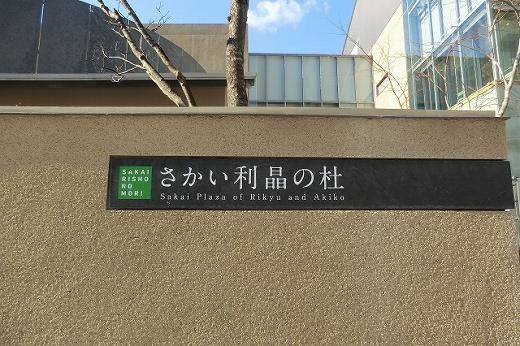 SAKAI
RISHO
NO
MORI
さかい利晶の杜
Sakai Plaza of Rikyu and Akiko